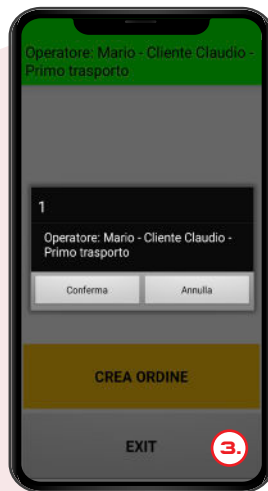 Operatore: Mario - Cliente Claudio -
Primo trasporto
1
Operatore: Mario - Cliente Claudio -
Primo trasporto
Conferma Annulla
CREA ORDINE
EXIT
3.